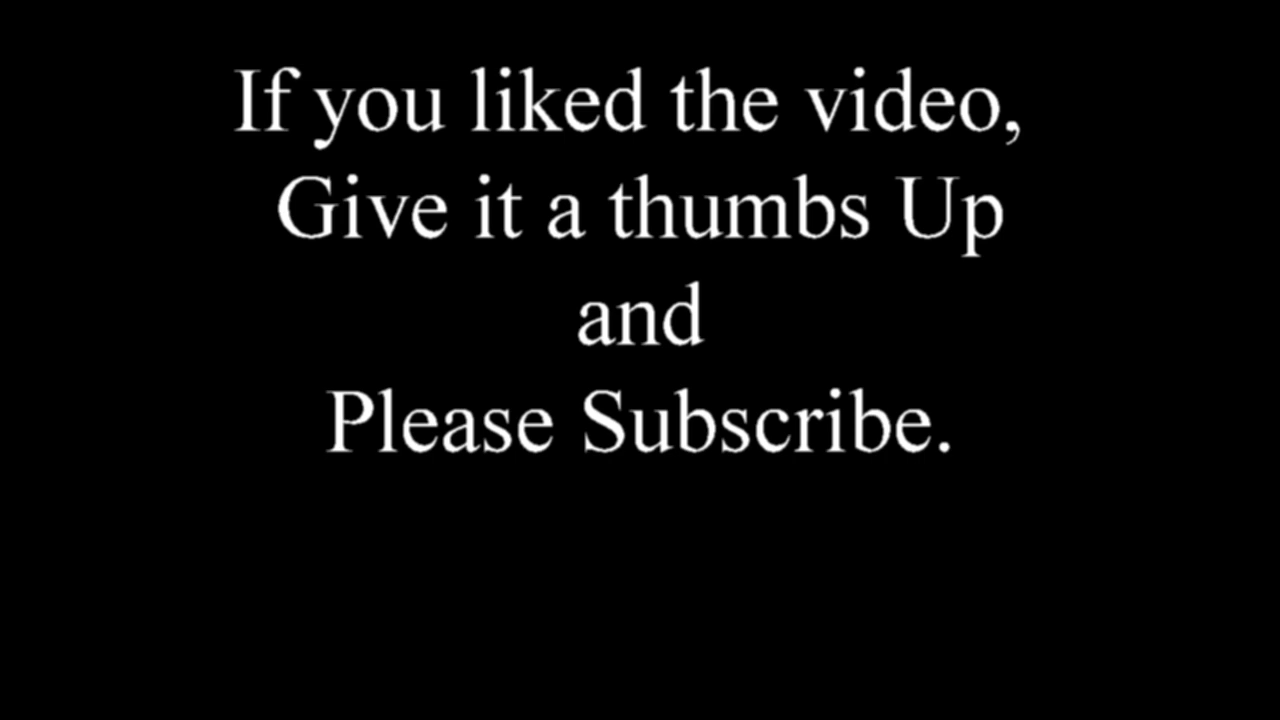 If you liked the video,
Give it a thumbs Up
and
Please Subscribe.